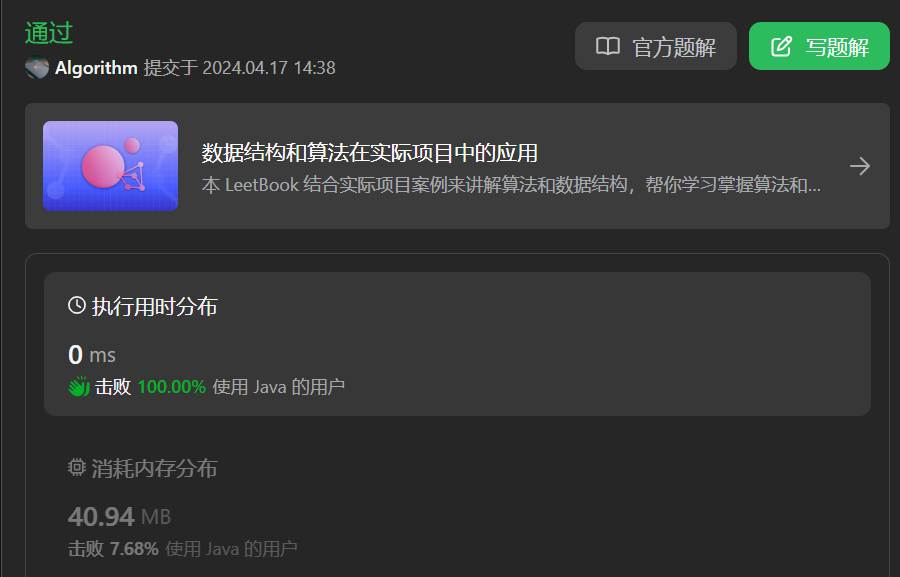 通过
官方题解
写题解
Algorithm 提交于 2024.04.17 14:38
数据结构和算法在实际项目中的应用
本 LeetBook 结合实际项目案例来讲解算法和数据结构，帮你学习掌握算法和...
执行用时分布
0 ms
击败 100.00% 使用 Java 的用户
消耗内存分布
40.94 MB
击败 7.68% 使用 Java 的用户